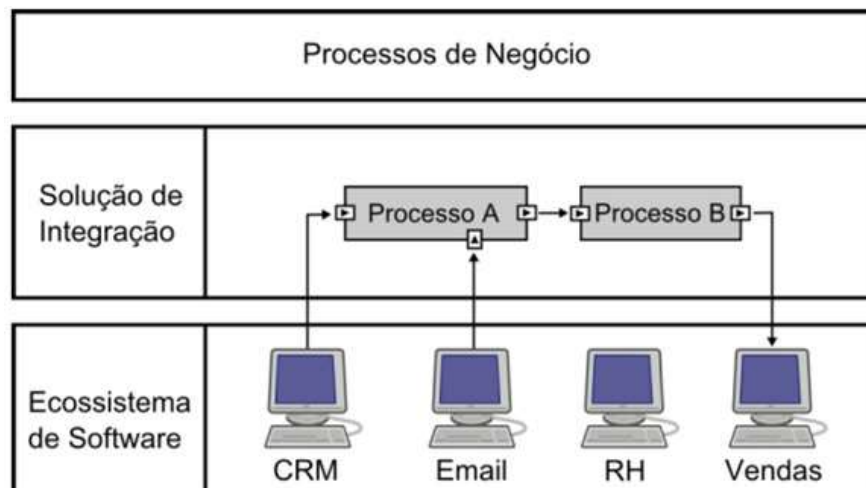 Processos de Negócio
Solução de
Integração
Processo A
Processo B
Ecossistema
de Software
CRM
Email
RH
Vendas